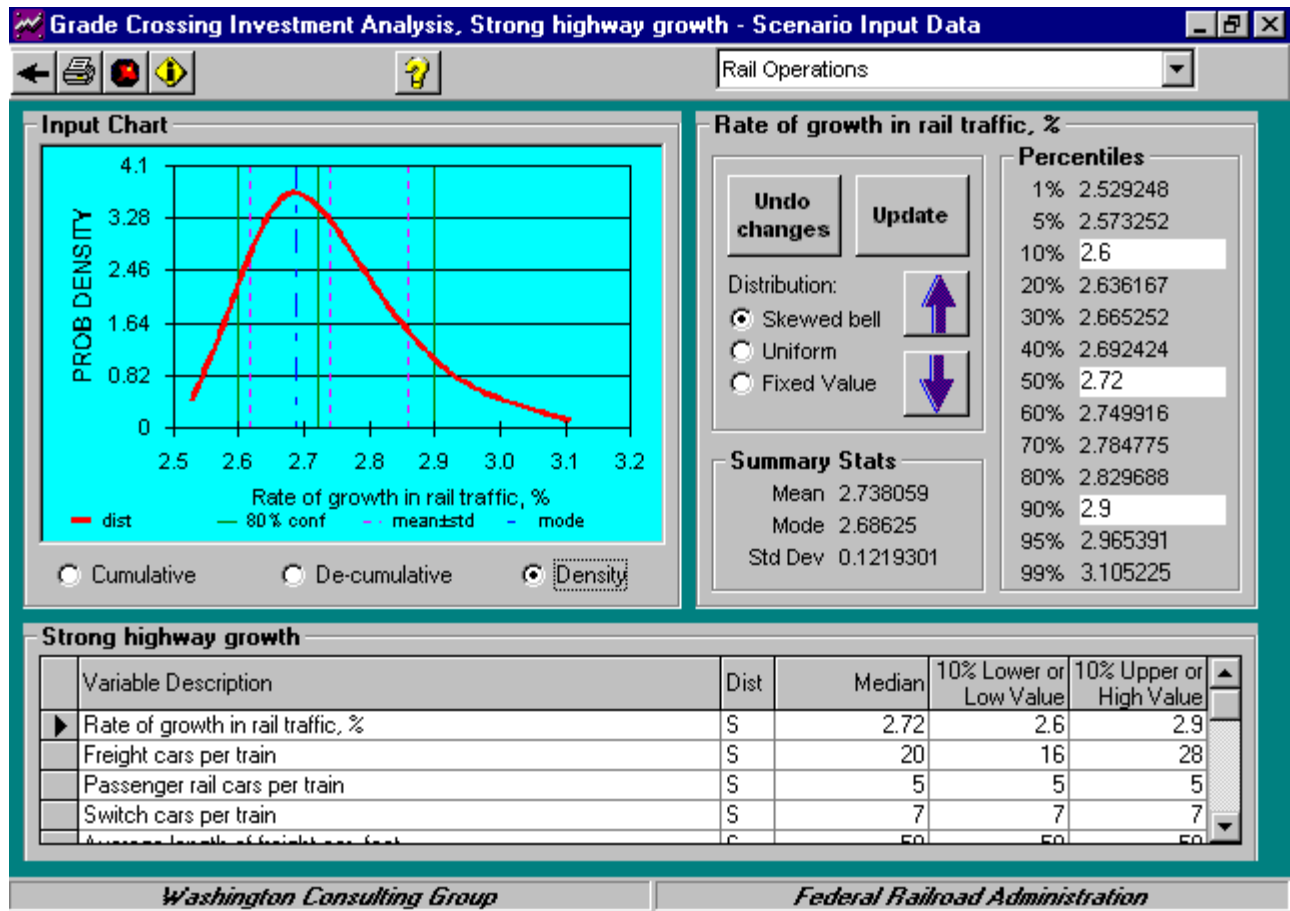 Grade Crossing Investment Analysis, Strong highway growth - Scenario Input Data
Rail Operations
Input Chart
4.1
3.28
2.46
1.64
0.82
0
PROB DENSITY
2.5 2.6 2.7 2.8 2.9 3.0 3.1 3.2
Rate of growth in rail traffic, %
dist 80% conf mean±std mode
Cumulative De-cumulative Density
Rate of growth in rail traffic, %
Undo changes
Update
Distribution:
Skewed bell
Uniform
Fixed Value
Summary Stats
Mean 2.738059
Mode 2.68625
Std Dev 0.1219301
Percentiles
1% 2.529248
5% 2.573252
10% 2.6
20% 2.636167
30% 2.665252
40% 2.692424
50% 2.72
60% 2.749916
70% 2.784775
80% 2.829688
90% 2.9
95% 2.965391
99% 3.105225
Strong highway growth
Variable Description Dist Median 10% Lower or Low Value 10% Upper or High Value
Rate of growth in rail traffic, % S 2.72 2.6 2.9
Freight cars per train S 20 16 28
Passenger rail cars per train S 5 5 5
Switch cars per train S 7 7 7
Average length of freight car, feet S
Washington Consulting Group Federal Railroad Administration